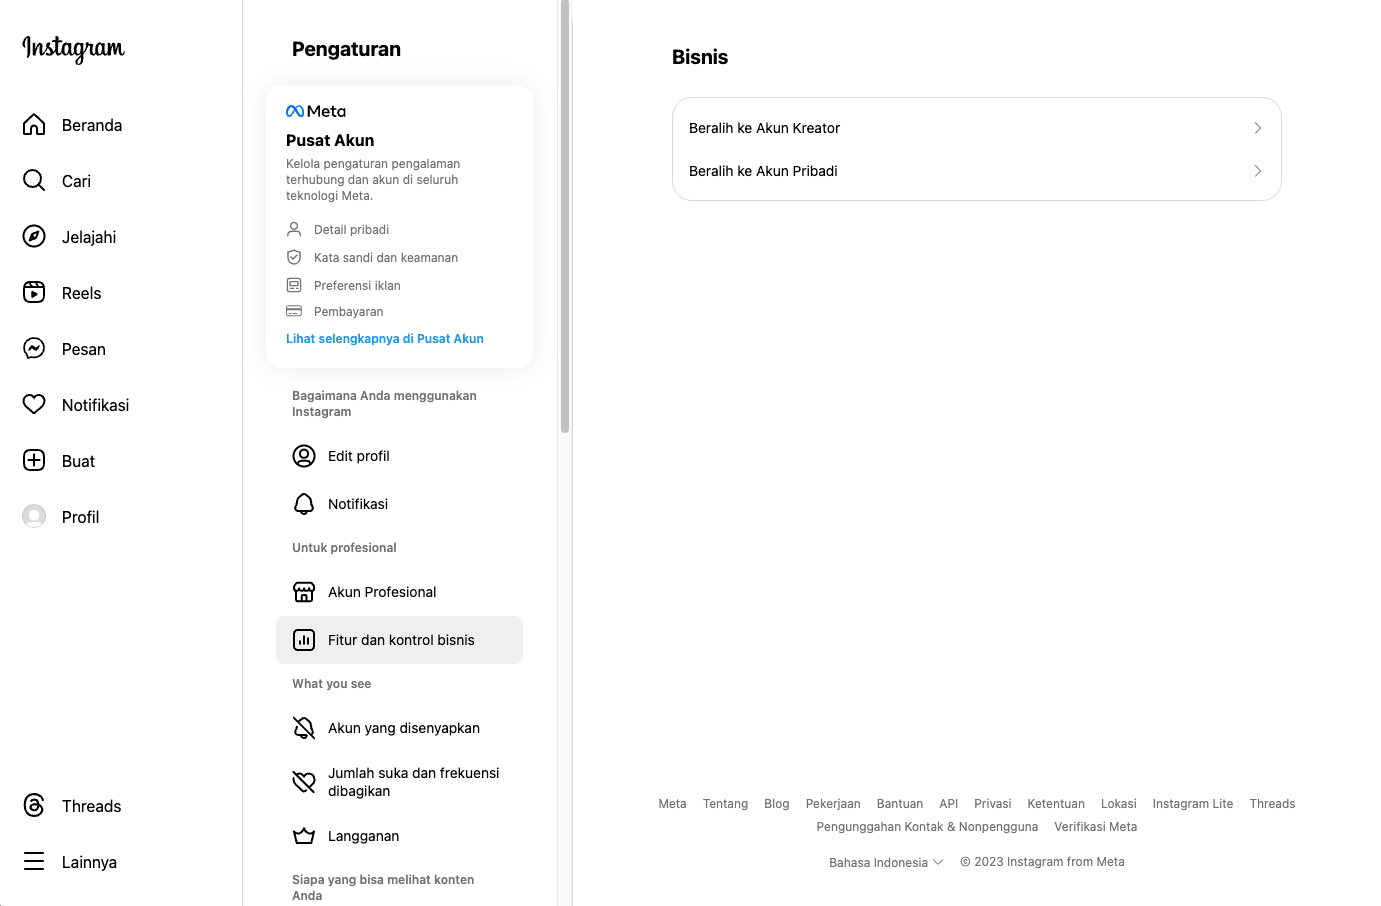 Instagram
Beranda
Cari
Jelajahi
Reels
Pesan
Notifikasi
Buat
Profil
Threads
Lainnya
Pengaturan
Meta
Pusat Akun
Kelola pengaturan pengalaman
terhubung dan akun di seluruh
teknologi Meta.
Detail pribadi
Kata sandi dan keamanan
Preferensi iklan
Pembayaran
Lihat selengkapnya di Pusat Akun
Bagaimana Anda menggunakan
Instagram
Edit profil
Notifikasi
Untuk profesional
Akun Profesional
Fitur dan kontrol bisnis
What you see
Akun yang disenyapkan
Jumlah suka dan frekuensi
dibagikan
Langganan
Siapa yang bisa melihat konten
Anda
Bisnis
Beralih ke Akun Kreator
Beralih ke Akun Pribadi
Meta Tentang Blog Pekerjaan Bantuan API Privasi Ketentuan Lokasi Instagram Lite Threads
Pengunggahan Kontak & Nonpengguna Verifikasi Meta
Bahasa Indonesia © 2023 Instagram from Meta